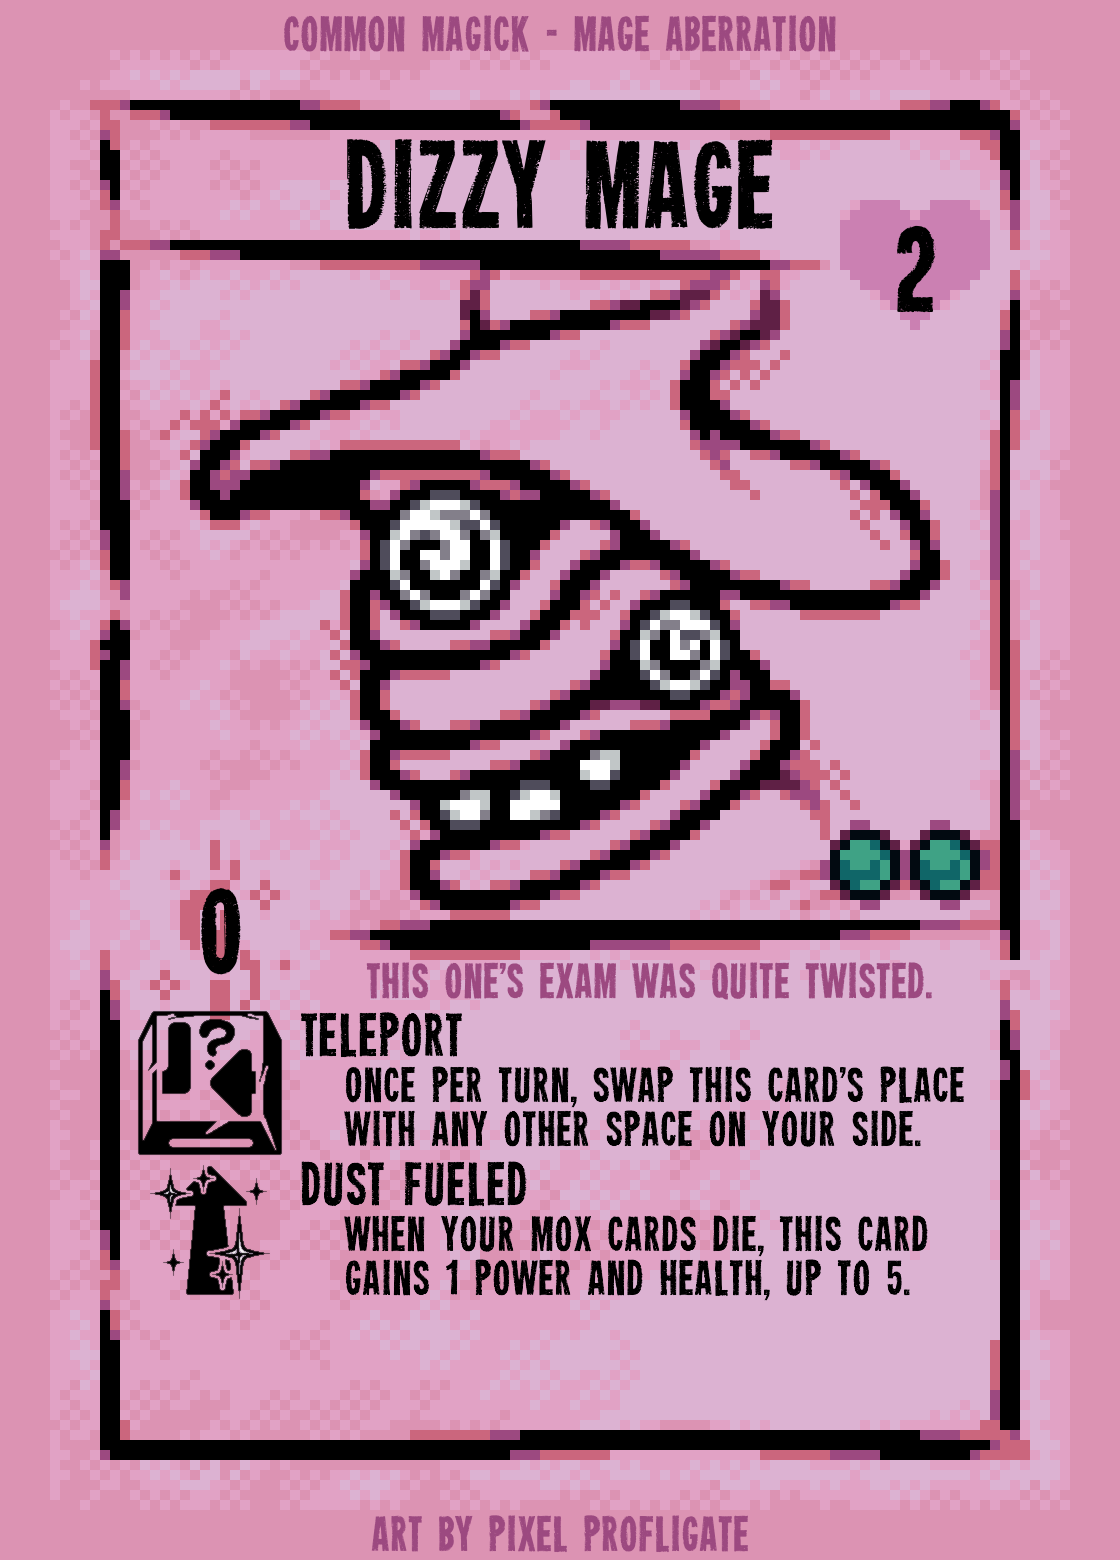 COMMON MAGICK - MAGE ABERRATION
DIZZY MAGE
2
0
THIS ONE'S EXAM WAS QUITE TWISTED.
?
TELEPORT
ONCE PER TURN, SWAP THIS CARD'S PLACE
WITH ANY OTHER SPACE ON YOUR SIDE.
DUST FUELED
WHEN YOUR MOX CARDS DIE, THIS CARD
GAINS 1 POWER AND HEALTH, UP TO 5.
ART BY PIXEL PROFLIGATE